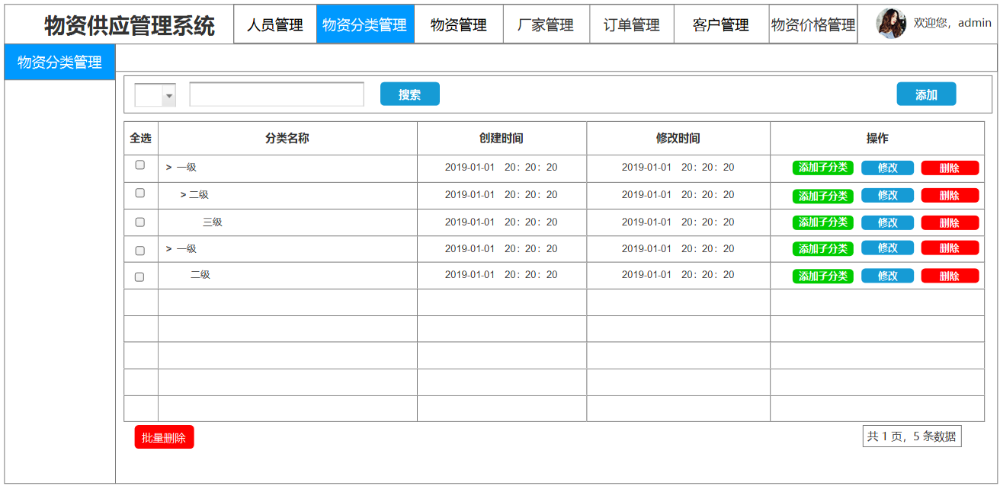 物资供应管理系统 人员管理 物资分类管理 物资管理 厂家管理 订单管理 客户管理 物资价格管理 欢迎您，admin
物资分类管理
搜索 添加
全选 分类名称 创建时间 修改时间 操作
> 一级 2019-01-01 20：20：20 2019-01-01 20：20：20 添加子分类 修改 删除
> 二级 2019-01-01 20：20：20 2019-01-01 20：20：20 添加子分类 修改 删除
三级 2019-01-01 20：20：20 2019-01-01 20：20：20 添加子分类 修改 删除
> 一级 2019-01-01 20：20：20 2019-01-01 20：20：20 添加子分类 修改 删除
二级 2019-01-01 20：20：20 2019-01-01 20：20：20 添加子分类 修改 删除
批量删除 共 1 页，5 条数据